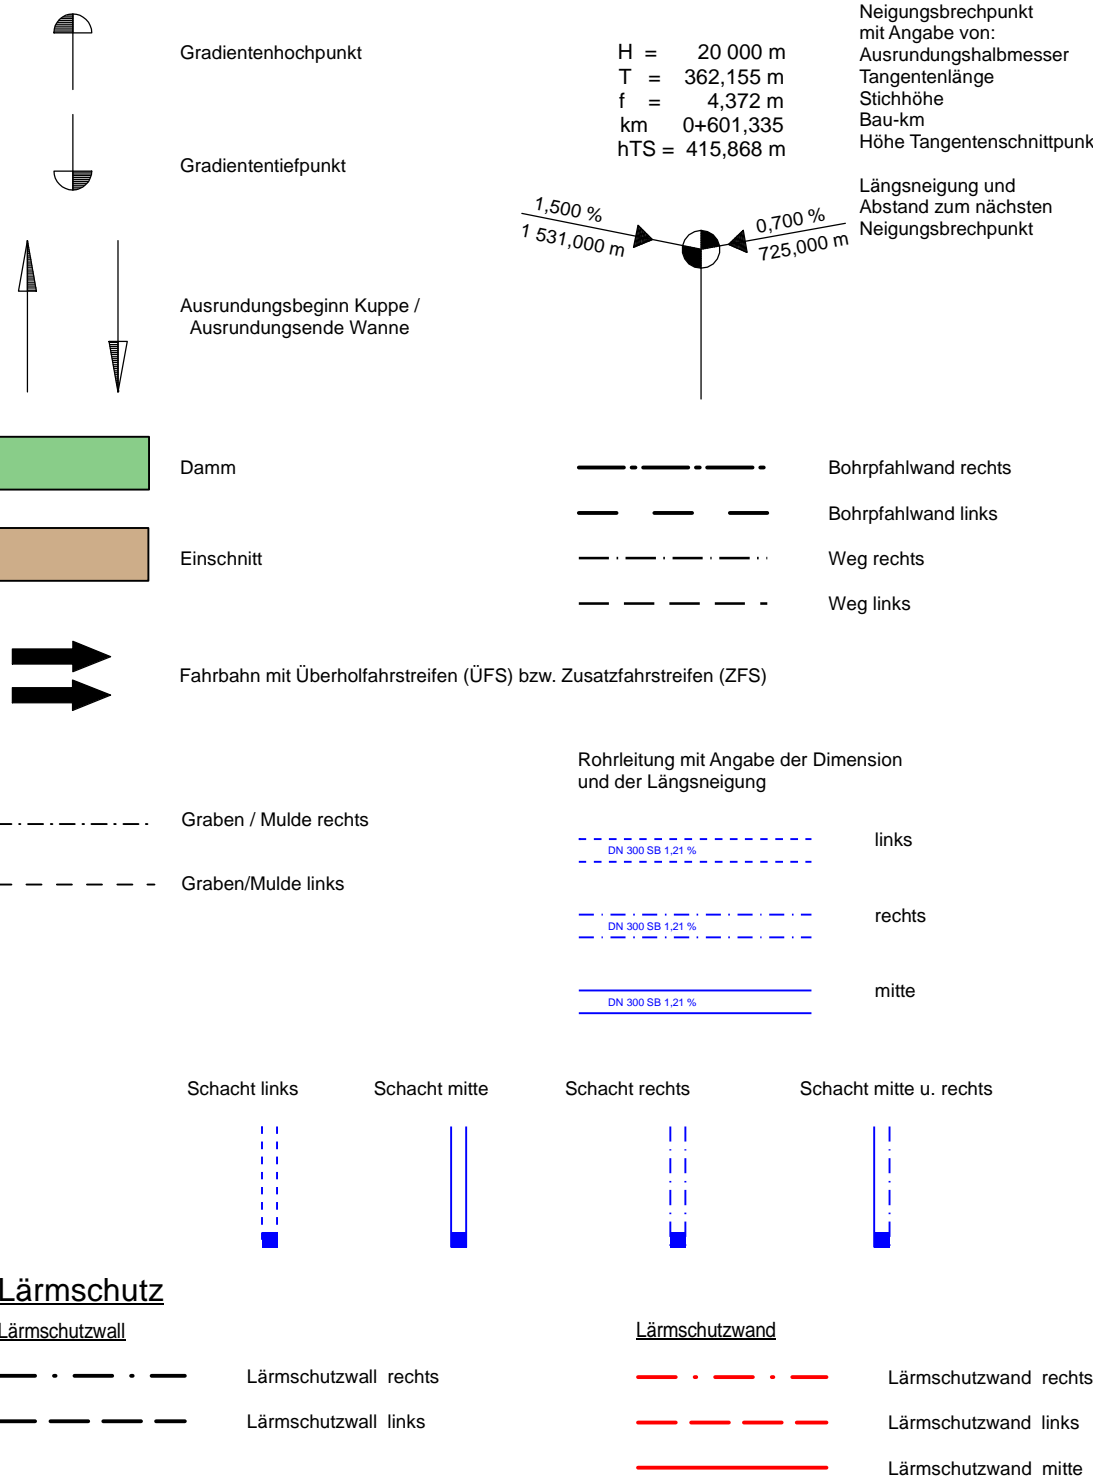 Gradientenhochpunkt
Gradiententiefpunkt
Ausrundungsbeginn Kuppe /
Ausrundungsende Wanne
H = 20 000 m
T = 362,155 m
f = 4,372 m
km 0+601,335
hTS = 415,868 m
Neigungsbrechpunkt
mit Angabe von:
Ausrundungshalbmesser
Tangentenlänge
Stichhöhe
Bau-km
Höhe Tangentenschnittpunk
Längsneigung und
Abstand zum nächsten
Neigungsbrechpunkt
1,500 %
1 531,000 m
0,700 %
725,000 m
Damm
Einschnitt
Bohrpfahlwand rechts
Bohrpfahlwand links
Weg rechts
Weg links
Fahrbahn mit Überholfahrstreifen (ÜFS) bzw. Zusatzfahrstreifen (ZFS)
Graben / Mulde rechts
Graben/Mulde links
Rohrleitung mit Angabe der Dimension
und der Längsneigung
DN 300 SB 1,21 %
links
DN 300 SB 1,21 %
rechts
DN 300 SB 1,21 %
mitte
Schacht links
Schacht mitte
Schacht rechts
Schacht mitte u. rechts
Lärmschutz
Lärmschutzwall
Lärmschutzwall rechts
Lärmschutzwall links
Lärmschutzwand
Lärmschutzwand rechts
Lärmschutzwand links
Lärmschutzwand mitte